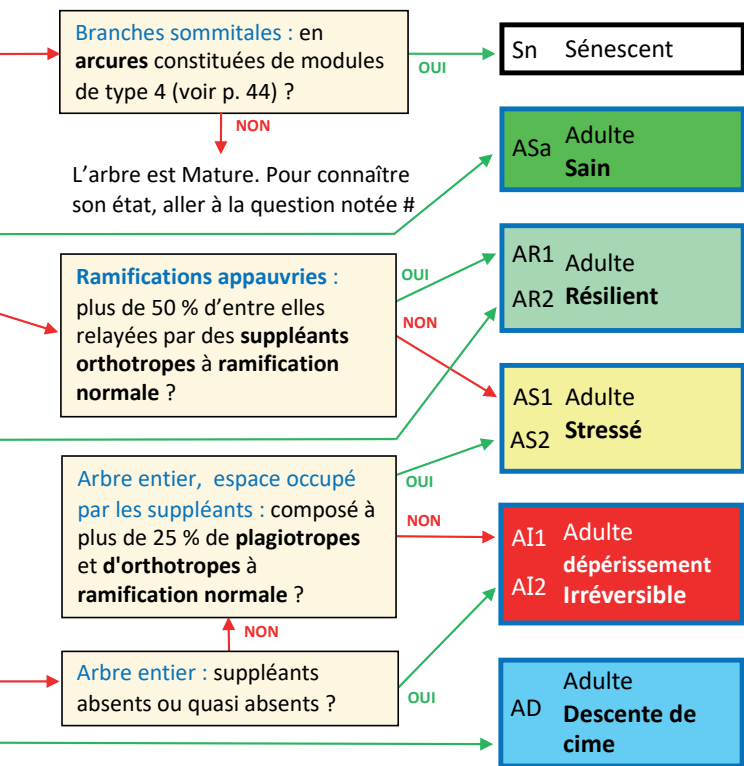 Branches sommitales : en
arcures constituées de modules
de type 4 (voir p. 44) ?
OUI
Sn Sénescent
NON
L’arbre est Mature. Pour connaître
son état, aller à la question notée #
ASa Adulte
Sain
Ramifications appauvries :
plus de 50 % d’entre elles
relayées par des suppléants
orthotropes à ramification
normale ?
OUI
NON
AR1 Adulte
AR2 Résilient
AS1 Adulte
AS2 Stressé
Arbre entier, espace occupé
par les suppléants : composé à
plus de 25 % de plagiotropes
et d'orthotropes à
ramification normale ?
OUI
NON
AİI1 Adulte
dépérissement
AİI2 Irréversible
NON
Arbre entier : suppléants
absents ou quasi absents ?
OUI
Adulte
AD Descente de
cime